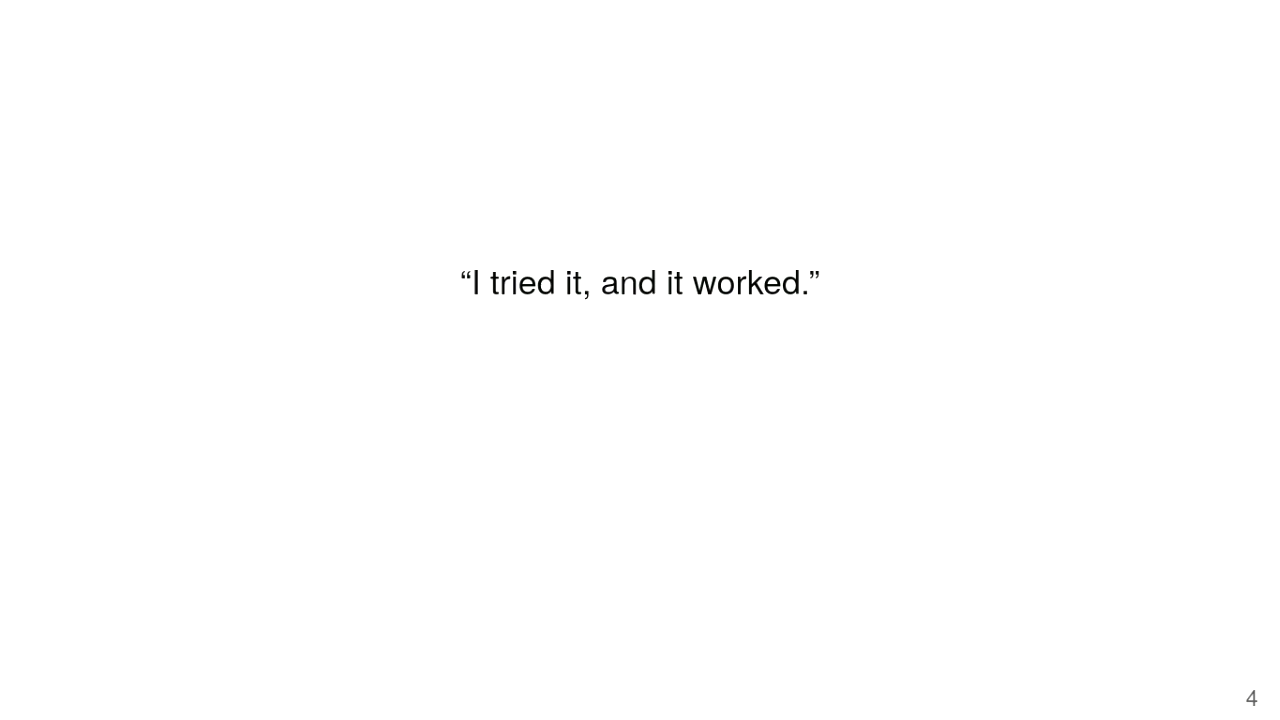 “I tried it, and it worked.”
4